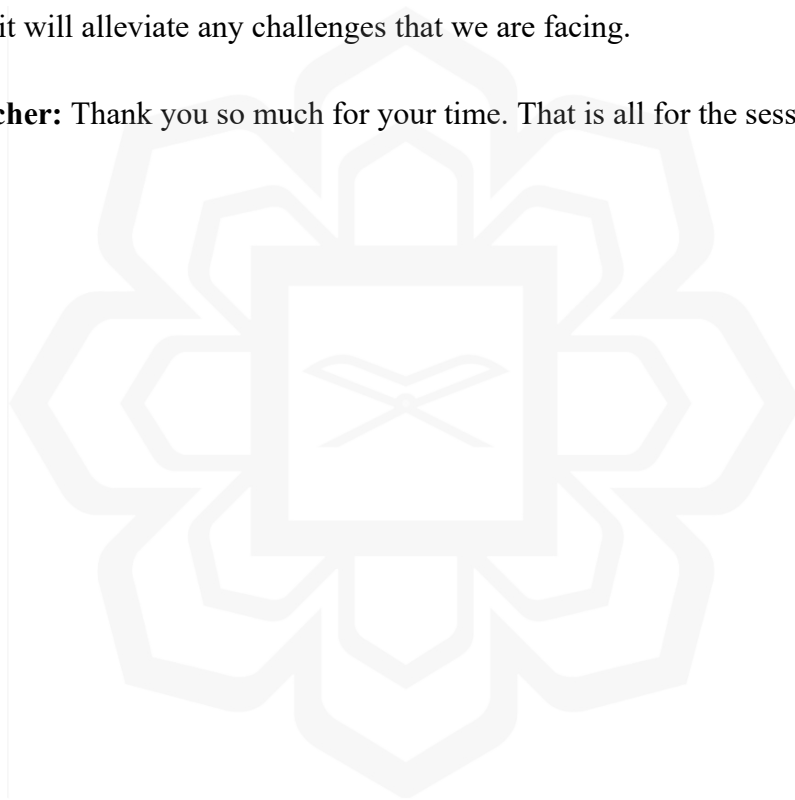 it will alleviate any challenges that we are facing.
cher: Thank you so much for your time. That is all for the sess